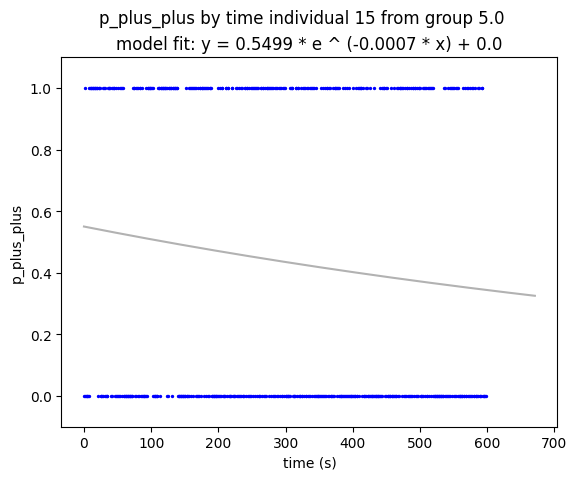 p_plus_plus by time individual 15 from group 5.0
model fit: y = 0.5499 * e ^ (-0.0007 * x) + 0.0
1.0
0.8
0.6
0.4
0.2
0.0
p_plus_plus
0 100 200 300 400 500 600 700
time (s)